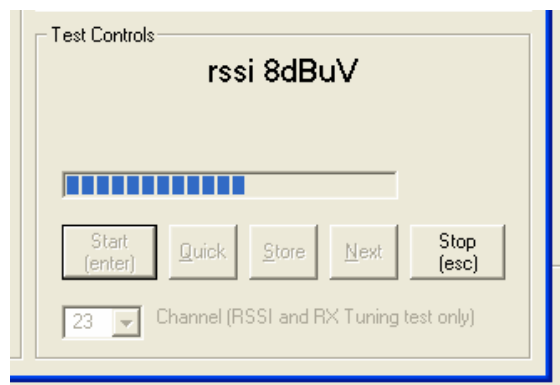 Test Controls
rssi 8dBuV
Start
(enter)
Quick
Store
Next
Stop
(esc)
23
Channel (RSSI and RX Tuning test only)